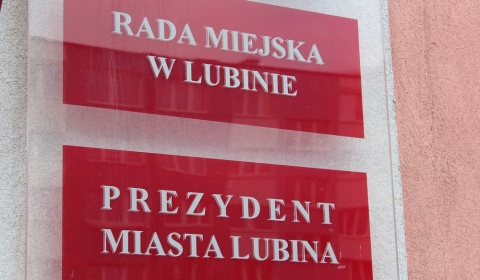 RADA MIEJSKA
W LUBINIE
PREZYDENT
MIASTA LUBINA